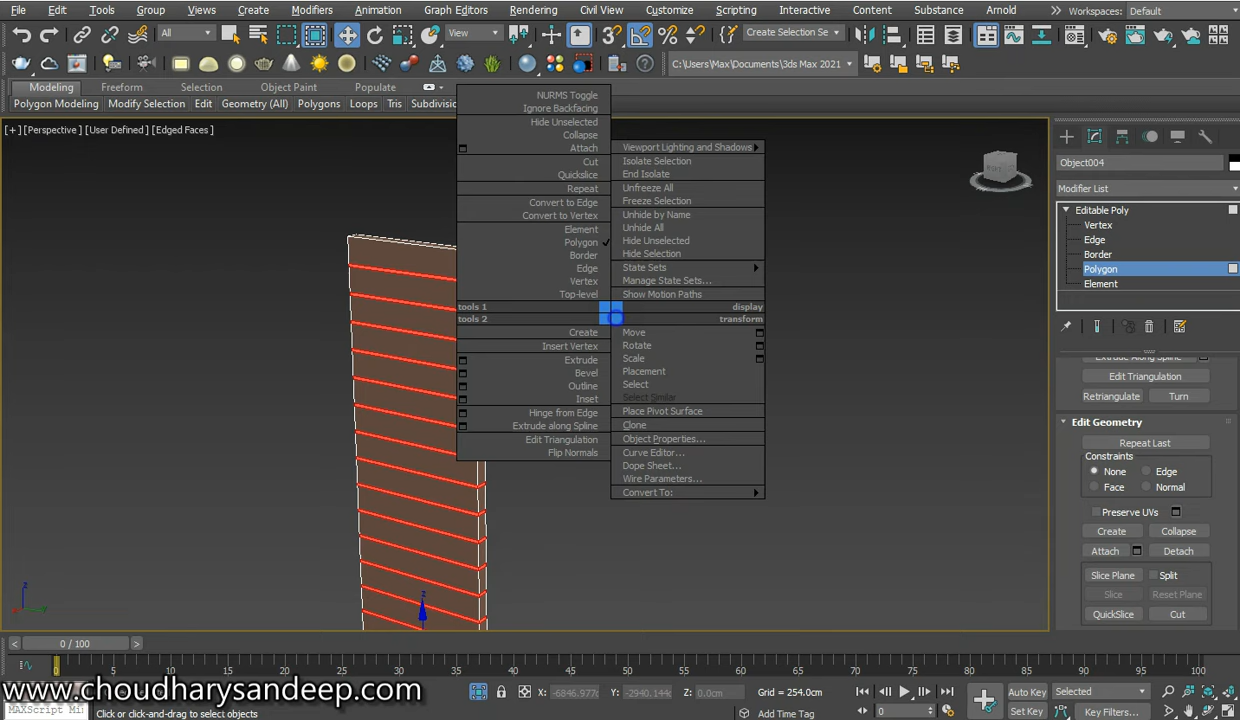 File Edit Tools Group Views Create Modifiers Animation Graph Editors Rendering Civil View Customize Scripting Interactive Content Substance Arnold Workspaces: Default
All View Create Selection Se
C:\Users\Max\Documents\3ds Max 2021
Modeling Freeform Selection Object Paint Populate
Polygon Modeling Modify Selection Edit Geometry (All) Polygons Loops Tris Subdivisio
[+] [Perspective] [User Defined] [Edged Faces]
NURMS Toggle
Ignore Backfacing
Hide Unselected
Collapse
Attach
Cut
Quickslice
Repeat
Convert to Edge
Convert to Vertex
Element
Polygon
Border
Edge
Vertex
Top-level
tools 1
tools 2
Create
Insert Vertex
Extrude
Bevel
Outline
Inset
Hinge from Edge
Extrude along Spline
Edit Triangulation
Flip Normals
Viewport Lighting and Shadows
Isolate Selection
End Isolate
Unfreeze All
Freeze Selection
Unhide by Name
Unhide All
Hide Unselected
Hide Selection
State Sets
Manage State Sets...
Show Motion Paths
display
transform
Move
Rotate
Scale
Placement
Select
Select Similar
Place Pivot Surface
Clone
Object Properties...
Curve Editor...
Dope Sheet...
Wire Parameters...
Convert To:
Object004
Modifier List
Editable Poly
Vertex
Edge
Border
Polygon
Element
Extrude Along Spline
Edit Triangulation
Retriangulate Turn
Edit Geometry
Repeat Last
Constraints
None Edge
Face Normal
Preserve UVs
Create Collapse
Attach Detach
Slice Plane Split
Slice Reset Plane
QuickSlice Cut
z
z
0 / 100
0 5 10 15 20 25 30 35 40 45 50 55 60 65 70 75 80 85 90 95 100
www.choudharysandeep.com
X: -6846.977 Y: -2940.144 Z: 0.0cm Grid = 254.0cm
Auto Key Selected
MAXScript Mi Click or click-and-drag to select objects Add Time Tag 0 Set Key Key Filters...